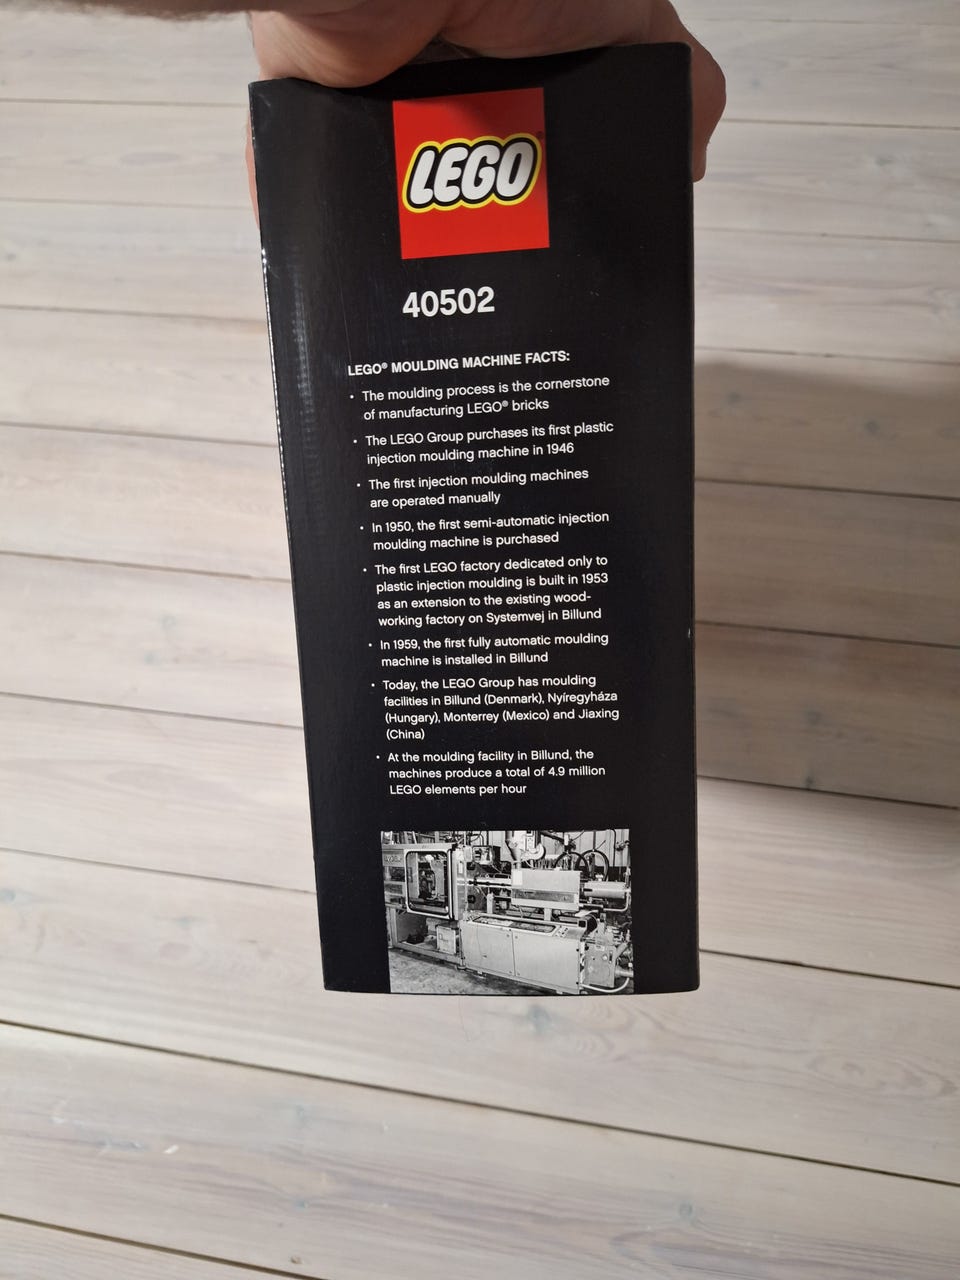 LEGO®
40502
LEGO® MOULDING MACHINE FACTS:
• The moulding process is the cornerstone
of manufacturing LEGO® bricks
• The LEGO Group purchases its first plastic
injection moulding machine in 1946
• The first injection moulding machines
are operated manually
• In 1950, the first semi-automatic injection
moulding machine is purchased
• The first LEGO factory dedicated only to
plastic injection moulding is built in 1953
as an extension to the existing wood-
working factory on Systemvej in Billund
• In 1959, the first fully automatic moulding
machine is installed in Billund
• Today, the LEGO Group has moulding
facilities in Billund (Denmark), Nyíregyháza
(Hungary), Monterrey (Mexico) and Jiaxing
(China)
• At the moulding facility in Billund, the
machines produce a total of 4.9 million
LEGO elements per hour